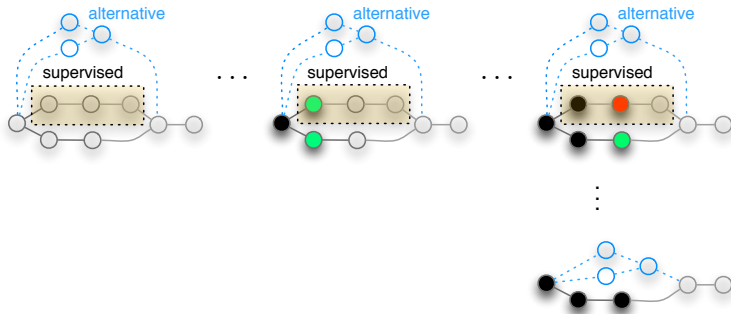 alternative
alternative
alternative
supervised
. . .
supervised
. . .
supervised